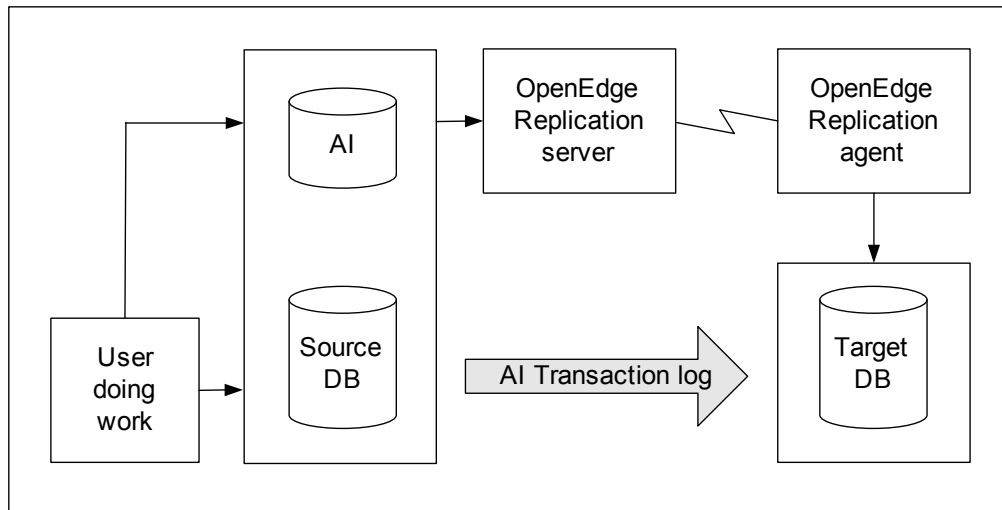 AI
OpenEdge
Replication
server
OpenEdge
Replication
agent
User
doing
work
Source
DB
AI Transaction log
Target
DB